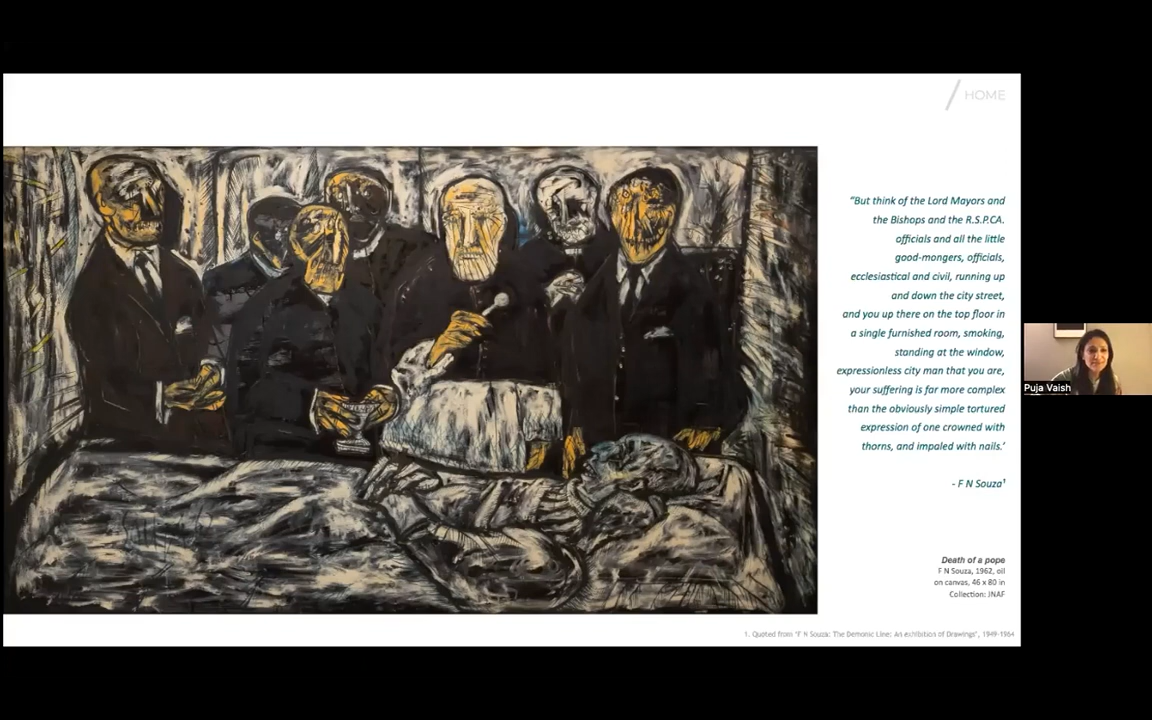 HOME
"But think of the Lord Mayors and
the Bishops and the R.S.P.CA.
officials and all the little
good-mongers, officials,
ecclesiastical and civil, running up
and down the city street,
and you up there on the top floor in
a single furnished room, smoking,
standing at the window,
expressionless city man that you are,
your suffering is far more complex
than the obviously simple tortured
expression of one crowned with
thorns, and impaled with nails.'
- F N Souza¹
Death of a pope
F N Souza, 1962, oil
on canvas, 46 x 80 in
Collection: JNAF
1. Quoted from "F N Souza: The Demonic Line: An exhibition of Drawings", 1949-1964
Puja Vaish